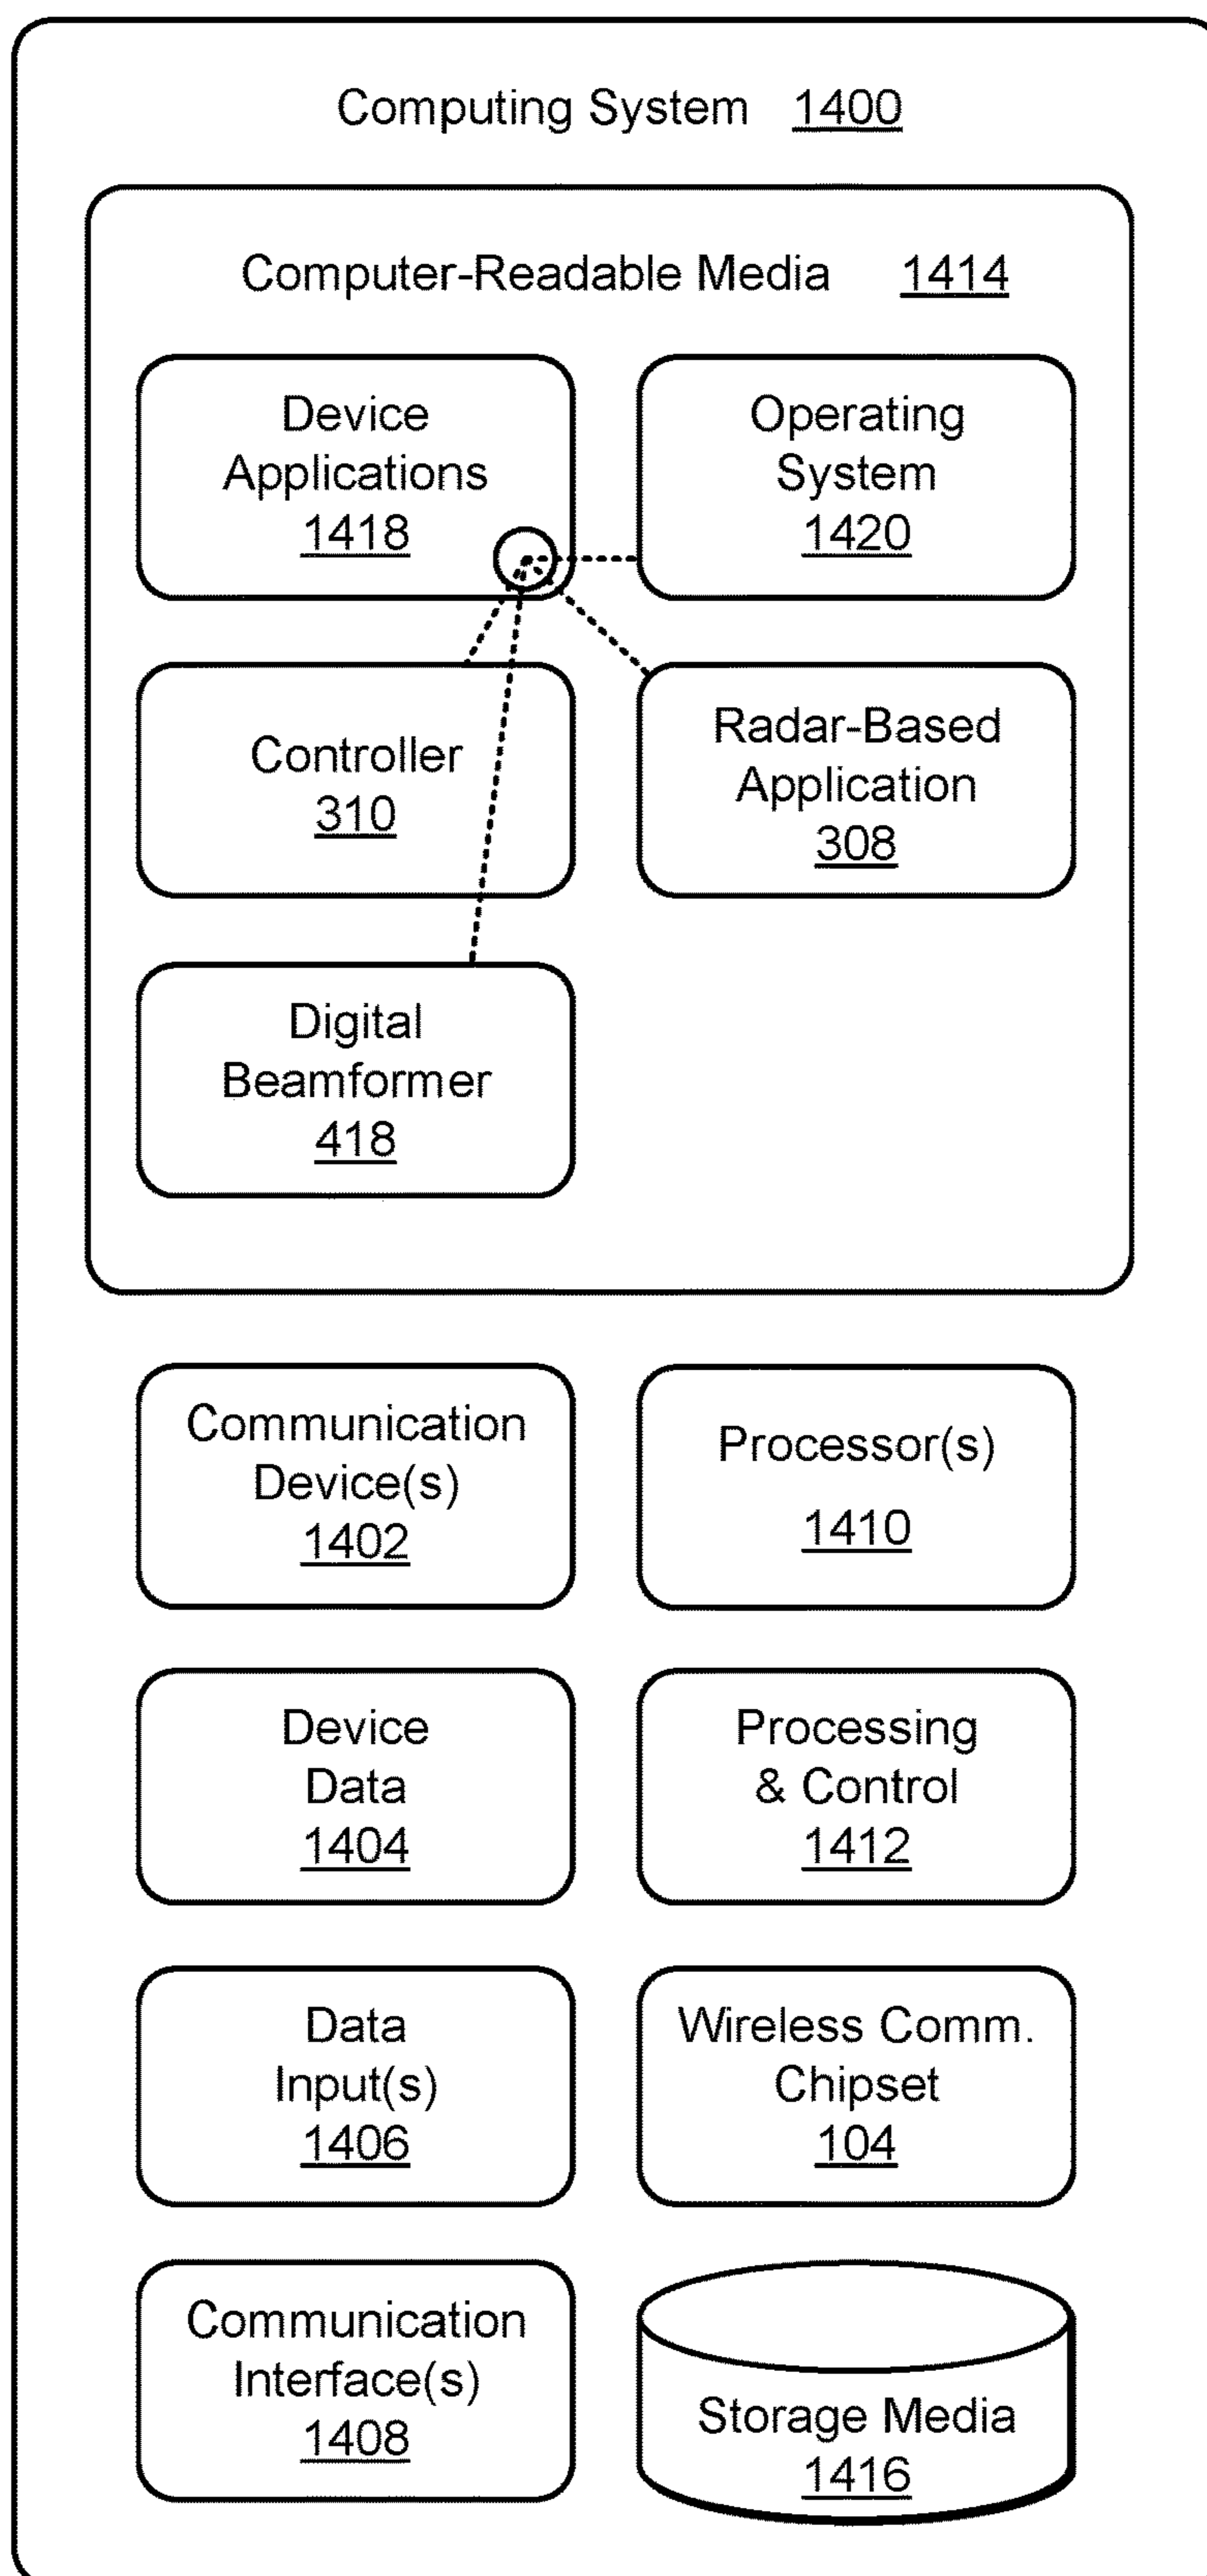 Computing System 1400
Computer-Readable Media 1414
Device
Applications
1418
Operating
System
1420
Controller
310
Radar-Based
Application
308
Digital
Beamformer
418
Communication
Device(s)
1402
Processor(s)
1410
Device
Data
1404
Processing
& Control
1412
Data
Input(s)
1406
Wireless Comm.
Chipset
104
Communication
Interface(s)
1408
Storage Media
1416